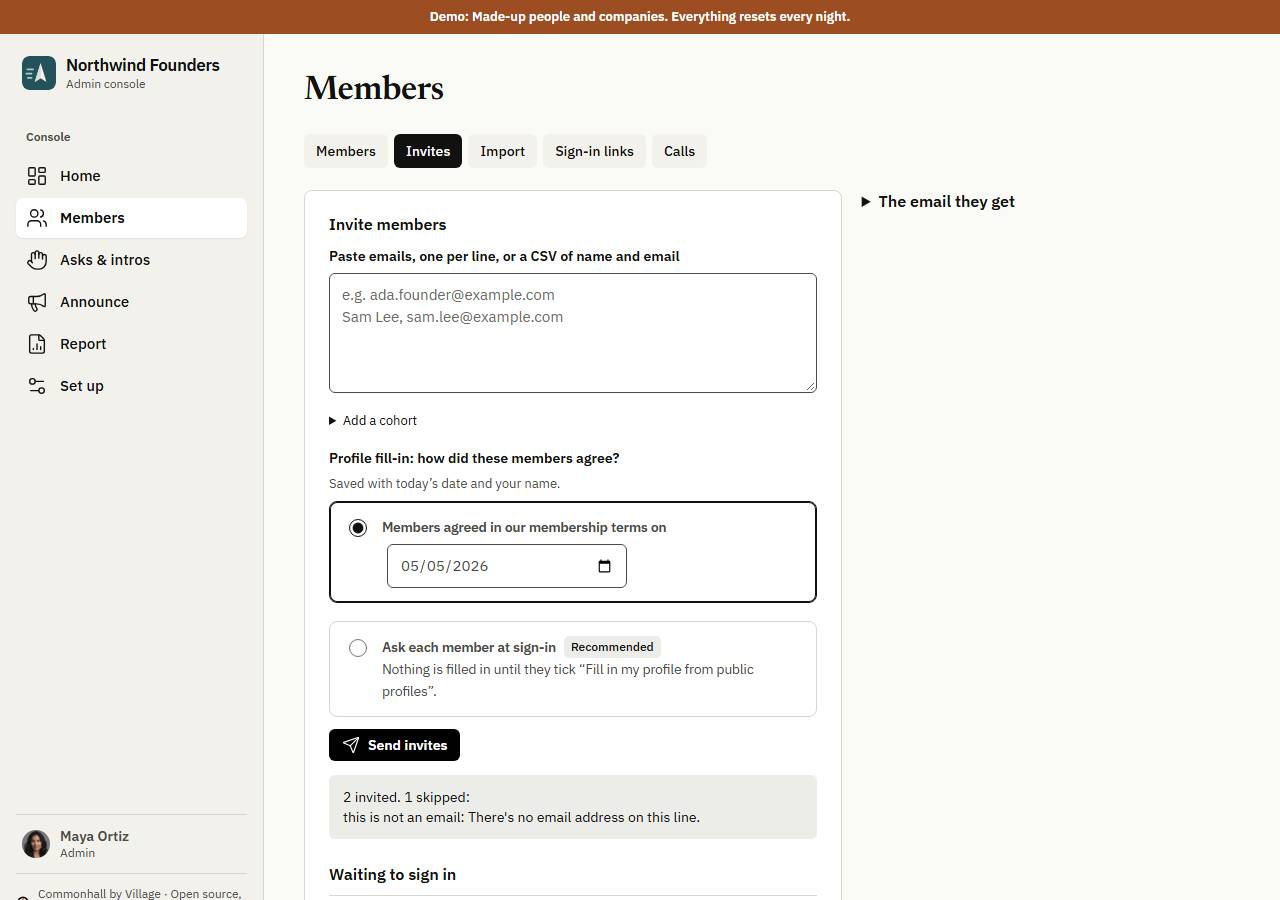 Demo: Made-up people and companies. Everything resets every night.
Northwind Founders
Admin console
Console
Home
Members
Asks & intros
Announce
Report
Set up
Maya Ortiz
Admin
Commonhall by Village · Open source,
Members
Members
Invites
Import
Sign-in links
Calls
Invite members
Paste emails, one per line, or a CSV of name and email
e.g. ada.founder@example.com
Sam Lee, sam.lee@example.com
Add a cohort
Profile fill-in: how did these members agree?
Saved with today’s date and your name.
Members agreed in our membership terms on
05/05/2026
Ask each member at sign-in Recommended
Nothing is filled in until they tick “Fill in my profile from public
profiles”.
Send invites
2 invited. 1 skipped:
this is not an email: There's no email address on this line.
Waiting to sign in
The email they get